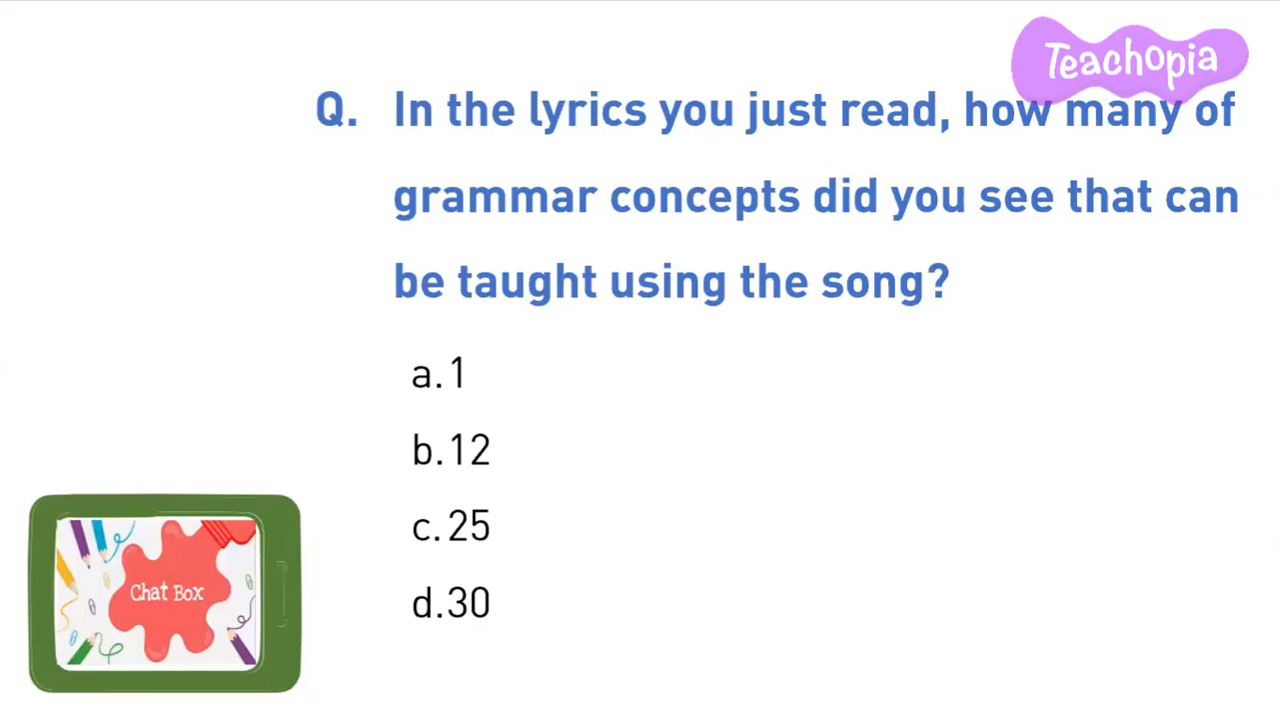 Teachopia
Q. In the lyrics you just read, how many of
grammar concepts did you see that can
be taught using the song?
a. 1
b. 12
c. 25
d. 30
Chat Box